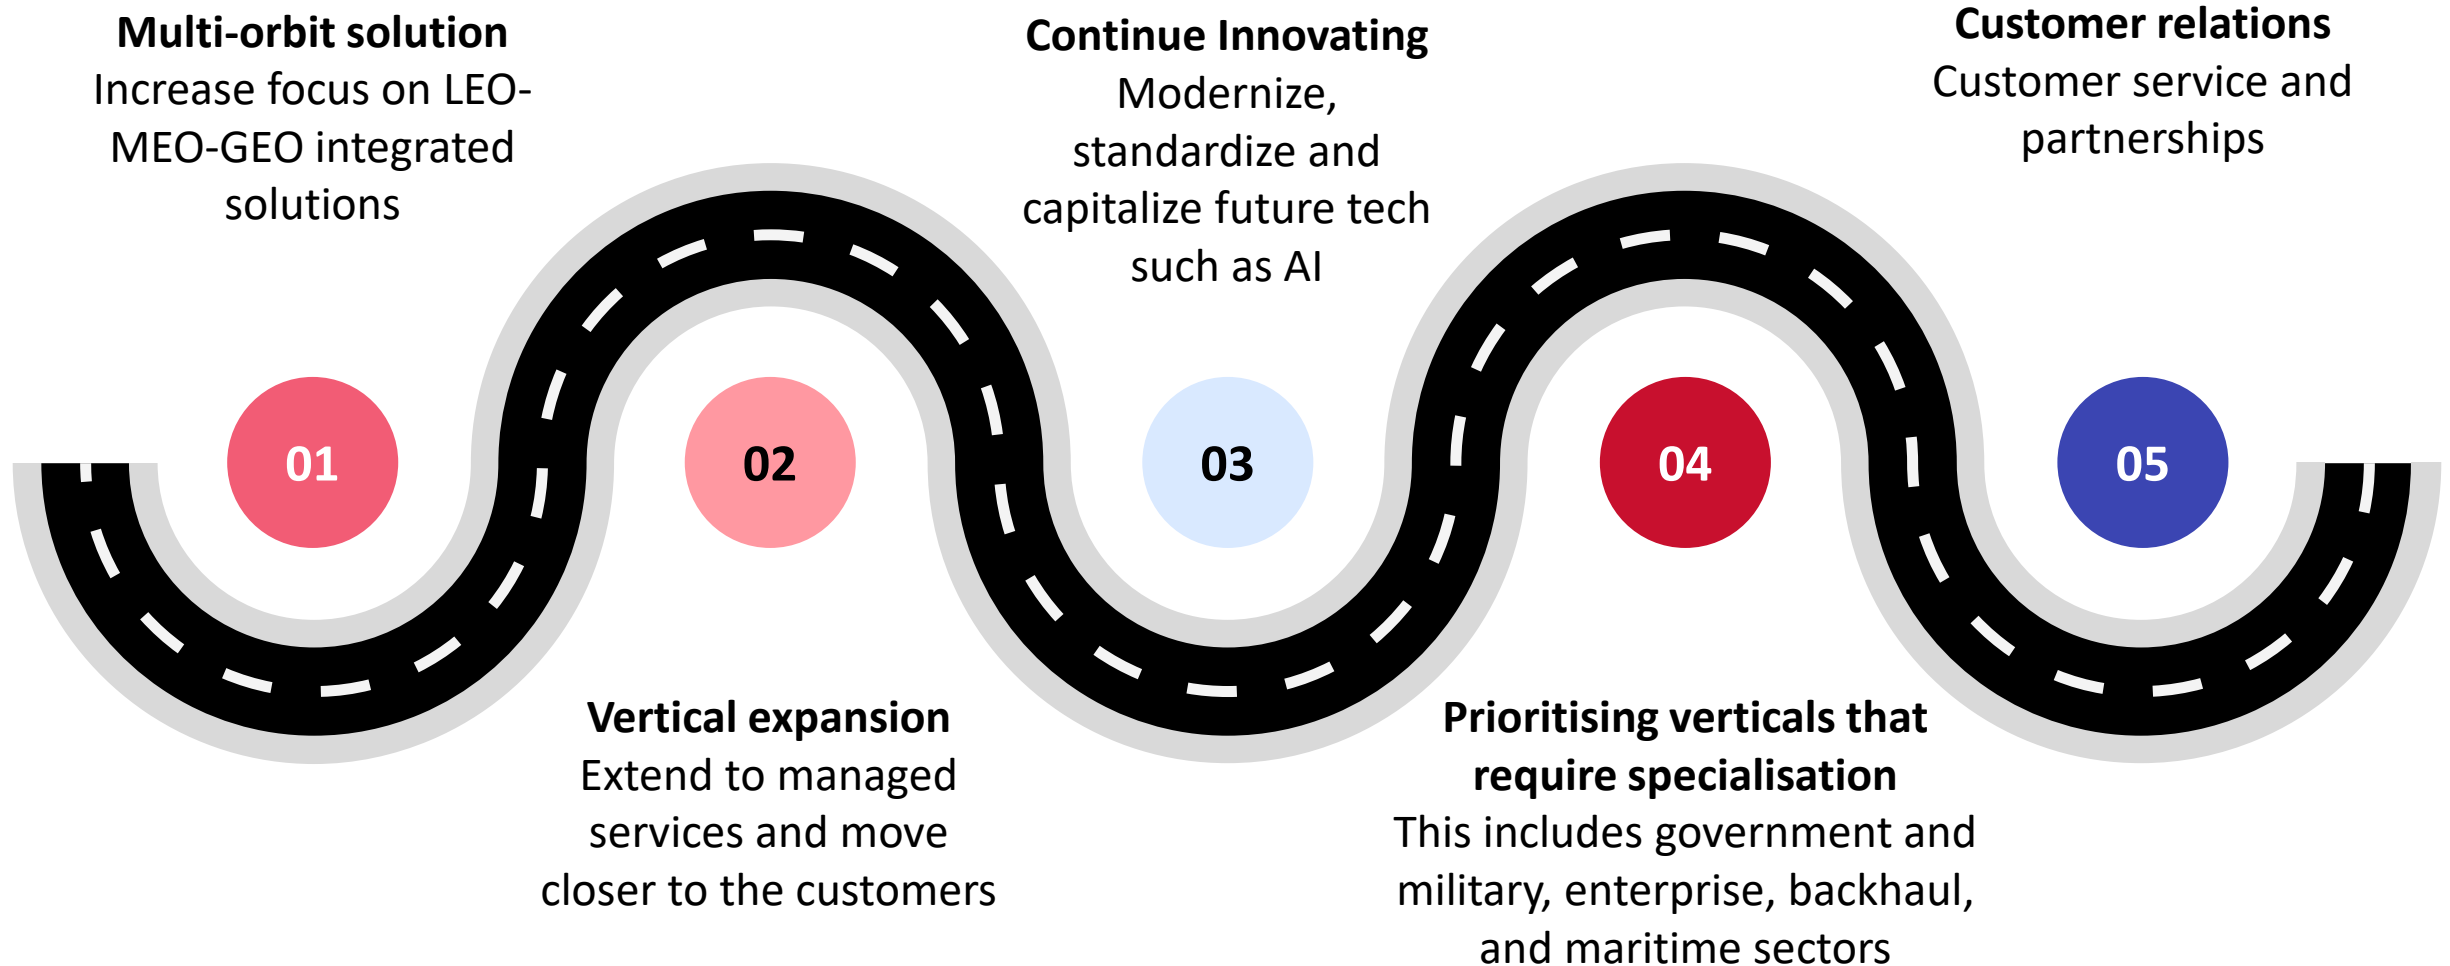 Multi-orbit solution
Increase focus on LEO-
MEO-GEO integrated
solutions
01
Vertical expansion
Extend to managed
services and move
closer to the customers
02
Continue Innovating
Modernize,
standardize and
capitalize future tech
such as AI
03
Prioritising verticals that
require specialisation
This includes government and
military, enterprise, backhaul,
and maritime sectors
04
Customer relations
Customer service and
partnerships
05